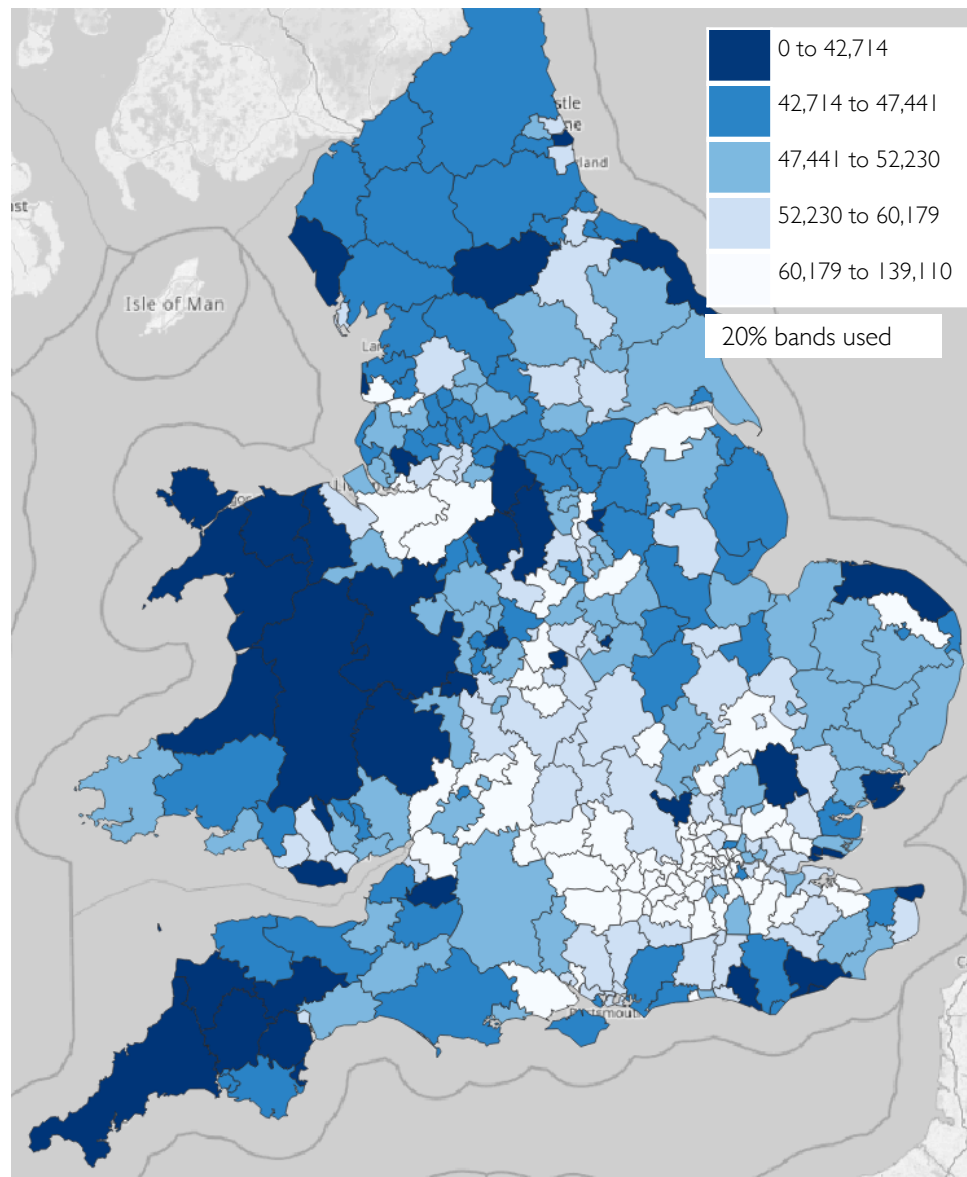 0 to 42,714
42,714 to 47,441
47,441 to 52,230
52,230 to 60,179
60,179 to 139,110
20% bands used
Isle of Man